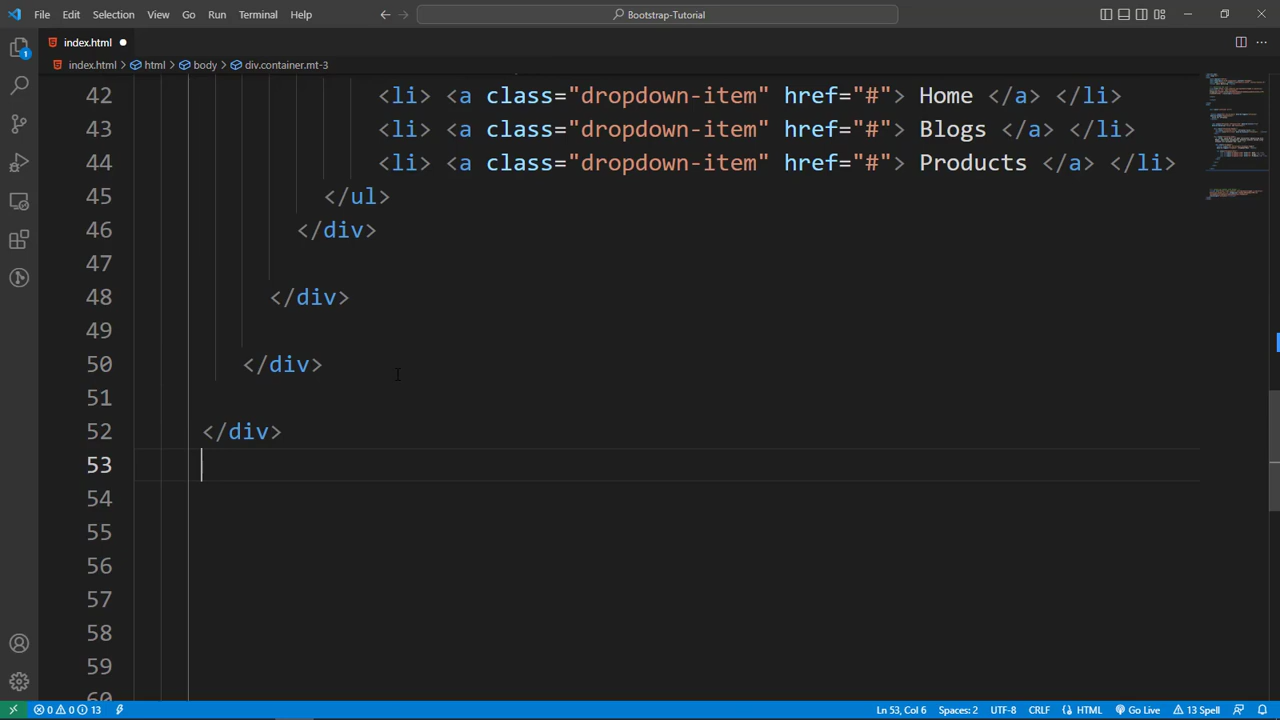 File Edit Selection View Go Run Terminal Help
Bootstrap-Tutorial
index.html
index.html > html > body > div.container.mt-3
1
42 <li> <a class="dropdown-item" href="#"> Home </a> </li>
43 <li> <a class="dropdown-item" href="#"> Blogs </a> </li>
44 <li> <a class="dropdown-item" href="#"> Products </a> </li>
45 </ul>
46 </div>
47
48 </div>
49
50 </div>
51
52 </div>
53
54
55
56
57
58
59
60
0 0 13 Ln 53, Col 6 Spaces: 2 UTF-8 CRLF HTML Go Live 13 Spell